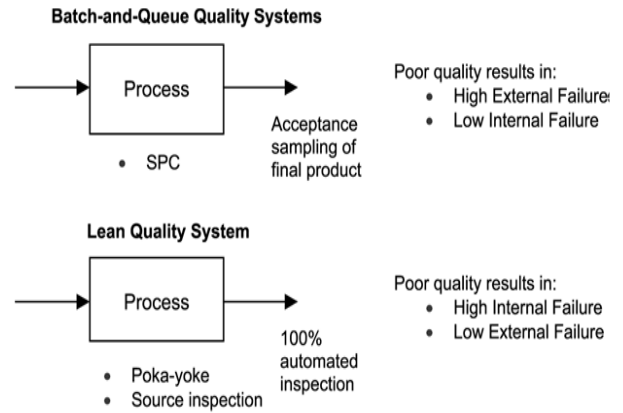 Batch-and-Queue Quality Systems
Process
• SPC
Acceptance
sampling of
final product
Poor quality results in:
• High External Failure
• Low Internal Failure
Lean Quality System
Process
• Poka-yoke
• Source inspection
100%
automated
inspection
Poor quality results in:
• High Internal Failure
• Low External Failure